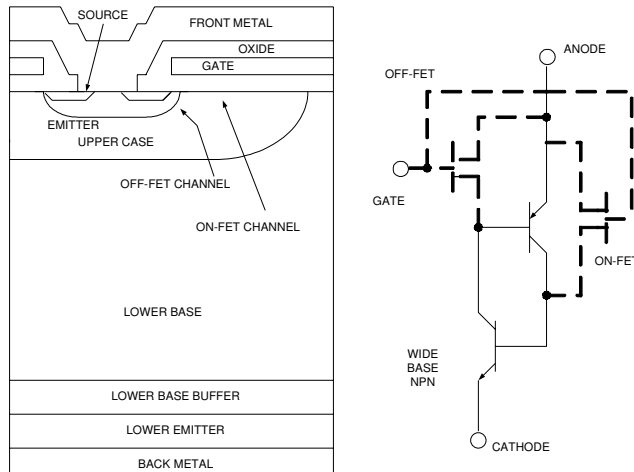 SOURCE
FRONT METAL
OXIDE
GATE
EMITTER
UPPER CASE
OFF-FET CHANNEL
ON-FET CHANNEL
LOWER BASE
LOWER BASE BUFFER
LOWER EMITTER
BACK METAL
ANODE
OFF-FET
GATE
ON-FET
WIDE
BASE
NPN
CATHODE